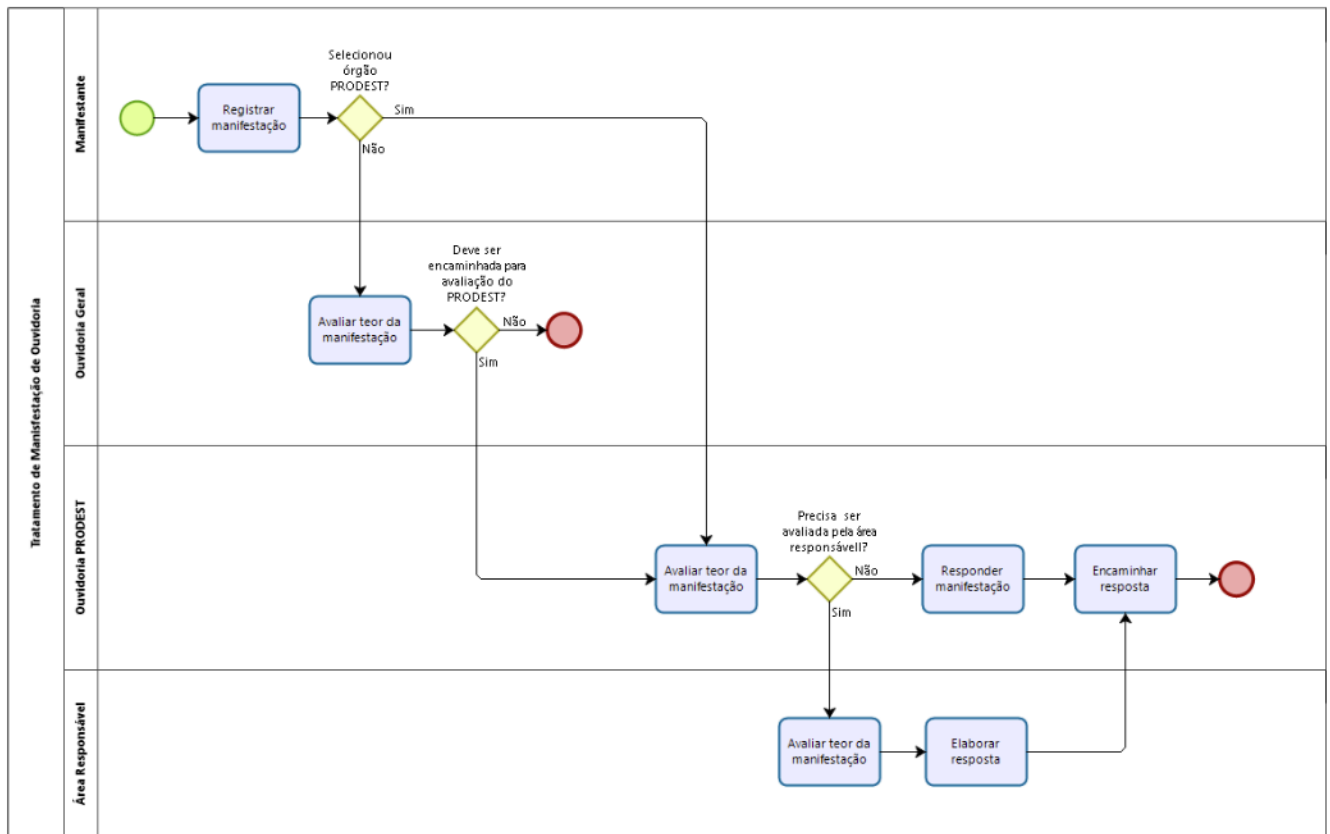 Tratamento de Manisfestação de Ouvidoria
Manifestante
Registrar
manifestação
Selecionou
órgão
PRODEST?
Sim
Não
Ouvidoria Geral
Avaliar teor da
manifestação
Deve ser
encaminhada para
avaliação do
PRODEST?
Não
Sim
Ouvidoria PRODEST
Avaliar teor da
manifestação
Precisa ser
avaliada pela área
responsávell?
Não
Sim
Responder
manifestação
Encaminhar
resposta
Área Responsável
Avaliar teor da
manifestação
Elaborar
resposta